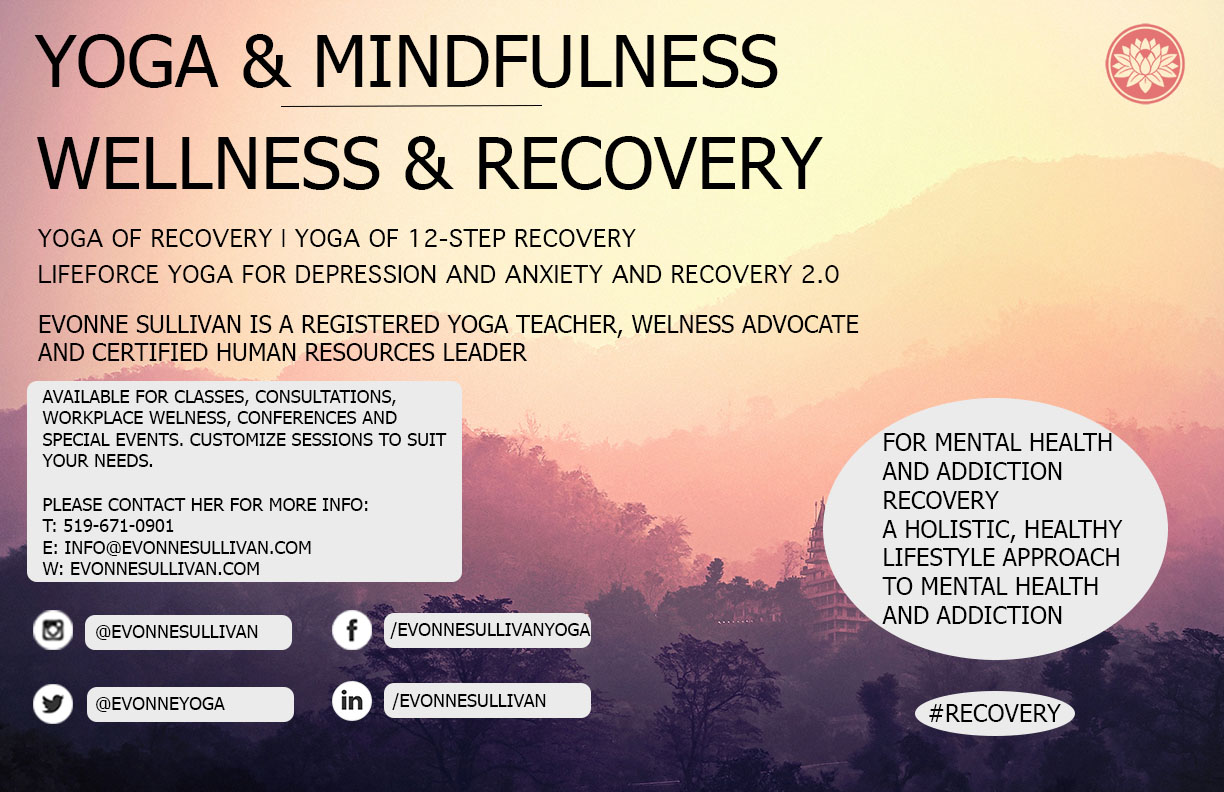 YOGA & MINDFULNESS
WELLNESS & RECOVERY
YOGA OF RECOVERY | YOGA OF 12-STEP RECOVERY
LIFEFORCE YOGA FOR DEPRESSION AND ANXIETY AND RECOVERY 2.0
EVONNE SULLIVAN IS A REGISTERED YOGA TEACHER, WELNESS ADVOCATE
AND CERTIFIED HUMAN RESOURCES LEADER
AVAILABLE FOR CLASSES, CONSULTATIONS,
WORKPLACE WELNESS, CONFERENCES AND
SPECIAL EVENTS. CUSTOMIZE SESSIONS TO SUIT
YOUR NEEDS.
PLEASE CONTACT HER FOR MORE INFO:
T: 519-671-0901
E: INFO@EVONNESULLIVAN.COM
W: EVONNESULLIVAN.COM
FOR MENTAL HEALTH
AND ADDICTION
RECOVERY
A HOLISTIC, HEALTHY
LIFESTYLE APPROACH
TO MENTAL HEALTH
AND ADDICTION
@EVONNESULLIVAN
/EVONNESULLIVANYOGA
@EVONNEYOGA
/EVONNESULLIVAN
#RECOVERY